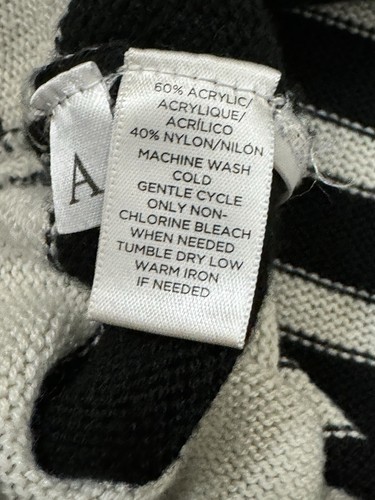 60% ACRYLIC/
ACRYLIQUE/
ACRÍLICO
40% NYLON/NILÓN
MACHINE WASH
COLD
GENTLE CYCLE
ONLY NON-
CHLORINE BLEACH
WHEN NEEDED
TUMBLE DRY LOW
WARM IRON
IF NEEDED
A